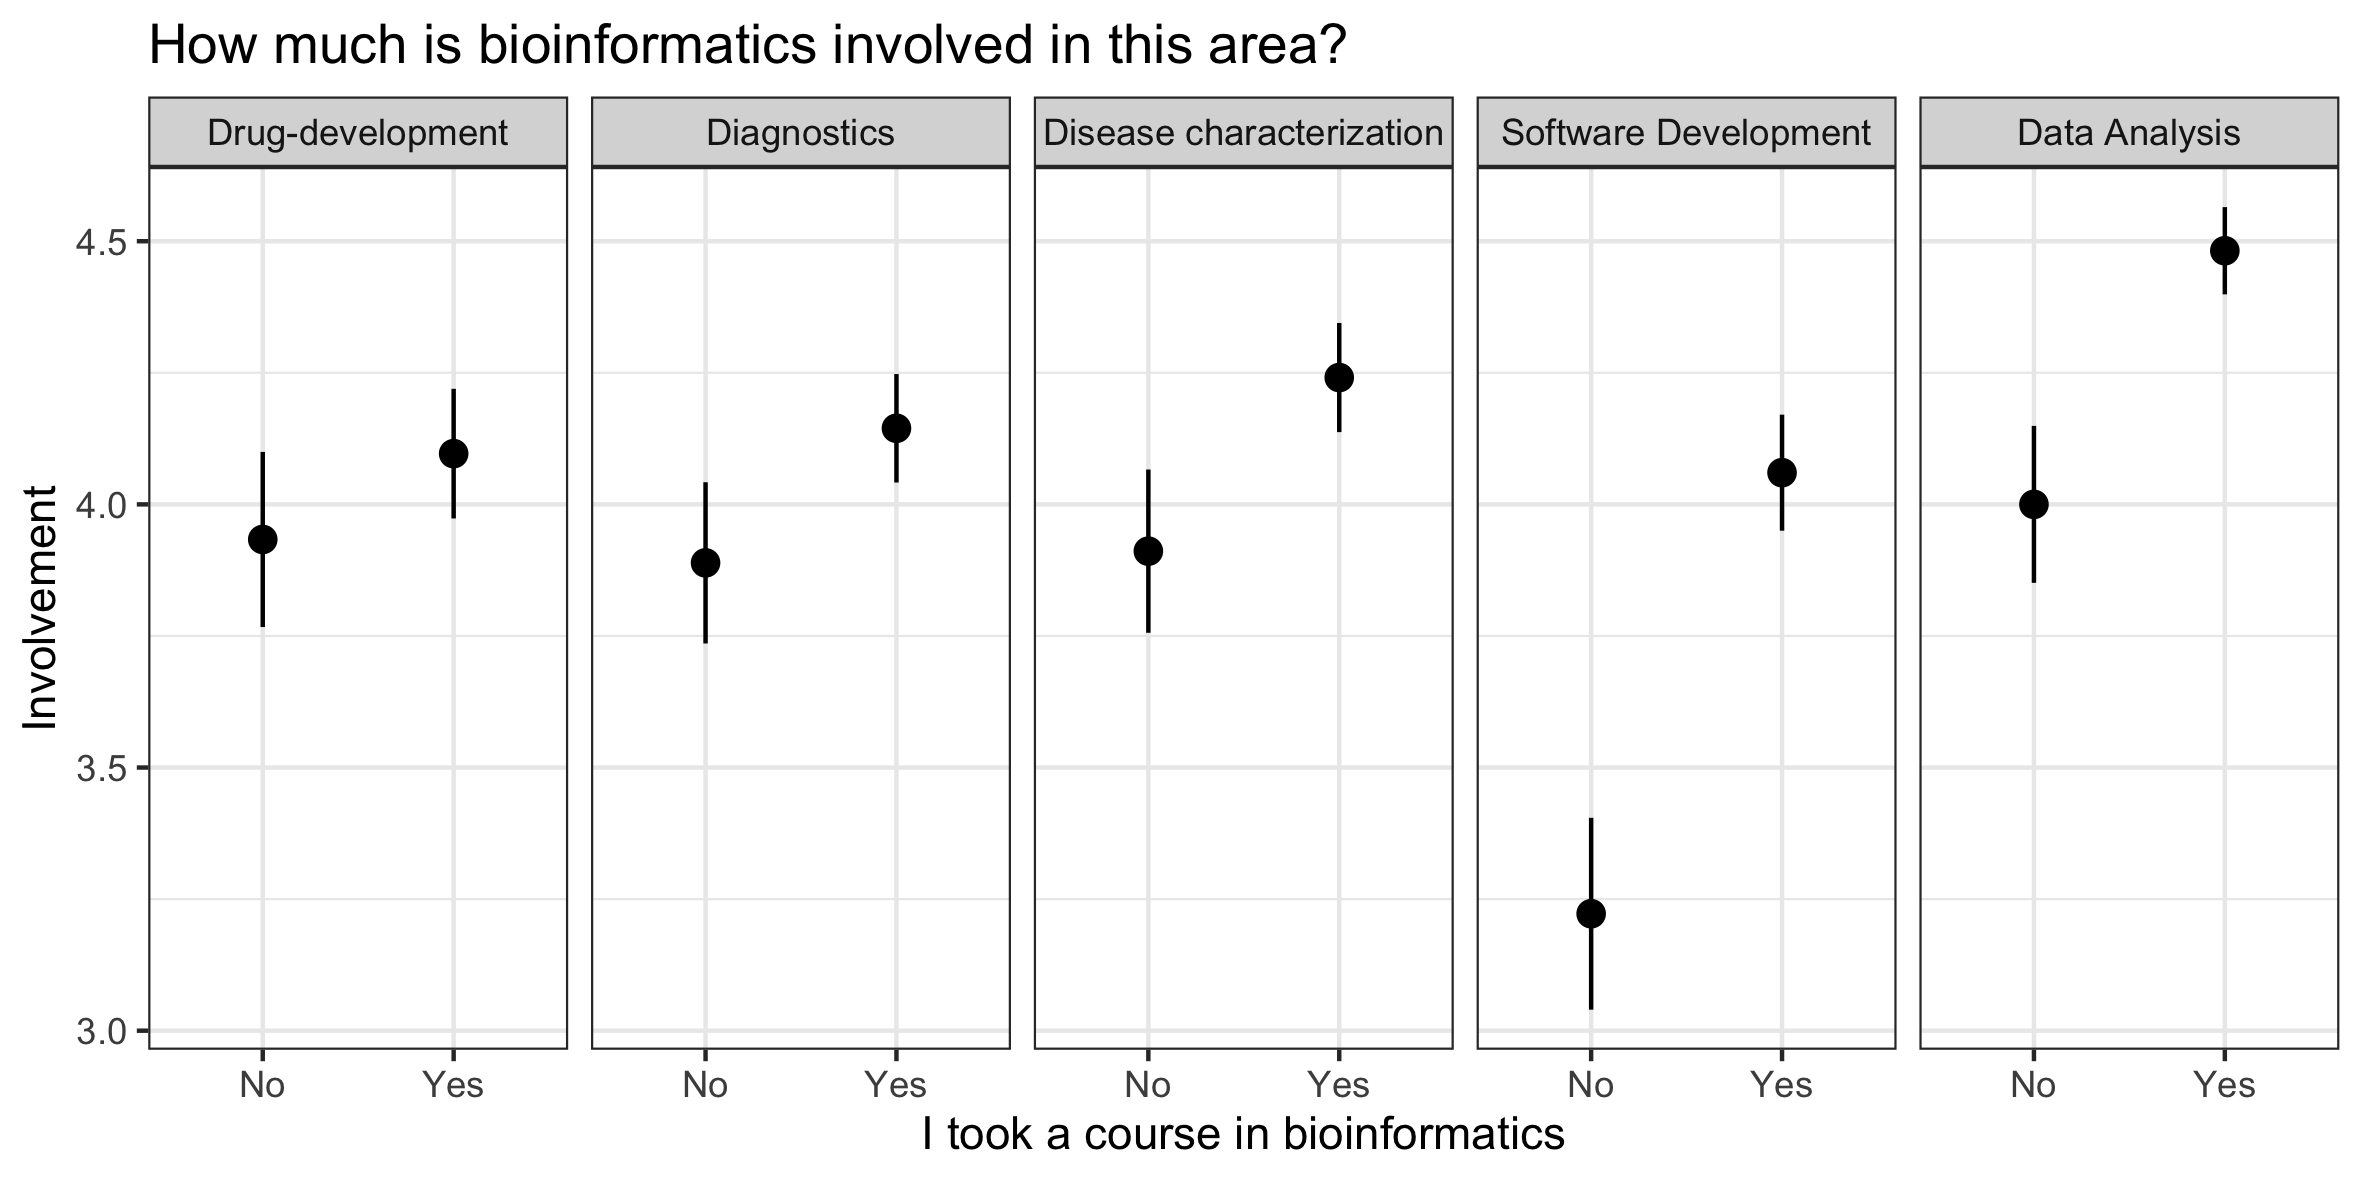 How much is bioinformatics involved in this area?
Drug-development
Diagnostics
Disease characterization
Software Development
Data Analysis
Involvement
4.5
4.0
3.5
3.0
No Yes No Yes No Yes No Yes No Yes
I took a course in bioinformatics